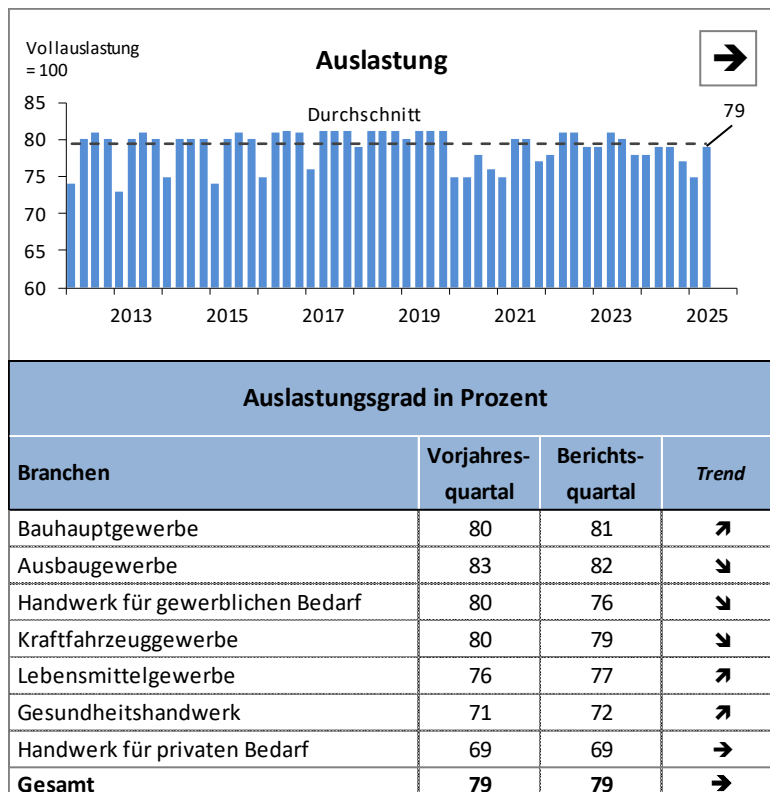 Vollauslastung
= 100
Auslastung
➔
85
80
75
70
65
60
Durchschnitt
79
2013 2015 2017 2019 2021 2023 2025
Auslastungsgrad in Prozent
Branchen Vorjahres-quartal Berichts-quartal Trend
Bauhauptgewerbe 80 81 ➚
Ausbaugewerbe 83 82 ➘
Handwerk für gewerblichen Bedarf 80 76 ➘
Kraftfahrzeuggewerbe 80 79 ➘
Lebensmittelgewerbe 76 77 ➚
Gesundheitshandwerk 71 72 ➚
Handwerk für privaten Bedarf 69 69 ➔
Gesamt 79 79 ➔